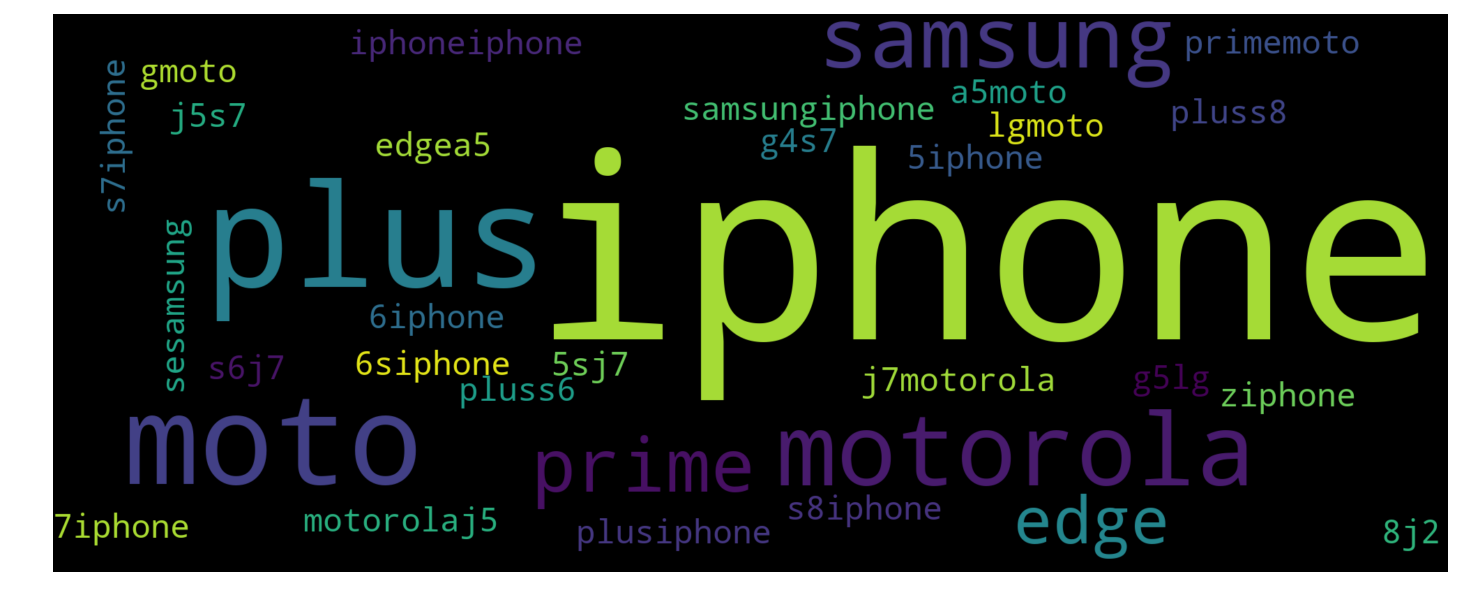 samsung
iphoneiphone
primemoto
gmoto
s7iphone
a5moto
samsungiphone
j5s7
pluss8
lgmoto
g4s7
edgea5
5iphone
iphone
plus
sesamsung
6iphone
s6j7
6siphone
5sj7
pluss6
j7motorola
g5lg
ziphone
moto
motorola
prime
s8iphone
7iphone
motorolaj5
plusiphone
edge
8j2